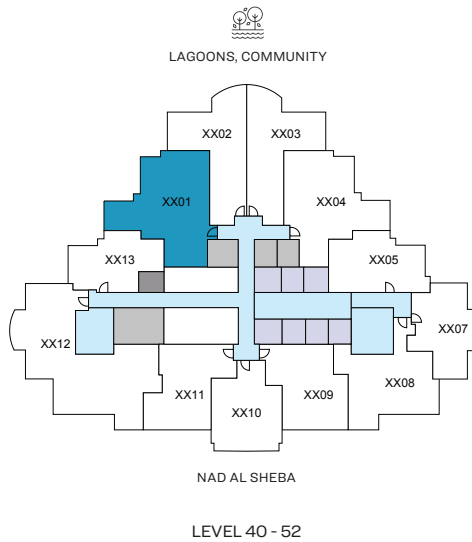 LAGOONS, COMMUNITY
XX02
XX03
XX01
XX04
XX13
XX05
XX12
XX07
XX11
XX08
XX10
XX09
NAD AL SHEBA
LEVEL 40 - 52